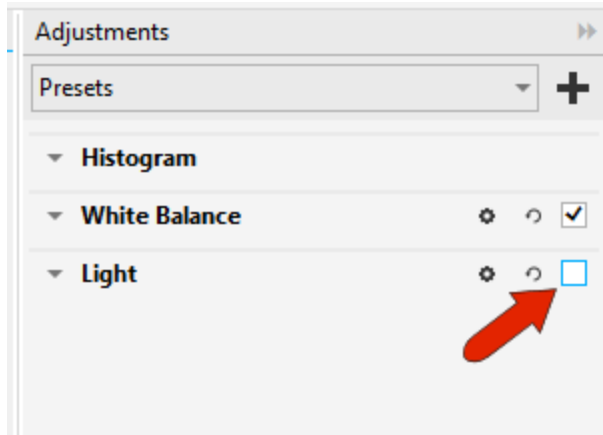 Adjustments
Presets
Histogram
White Balance
Light